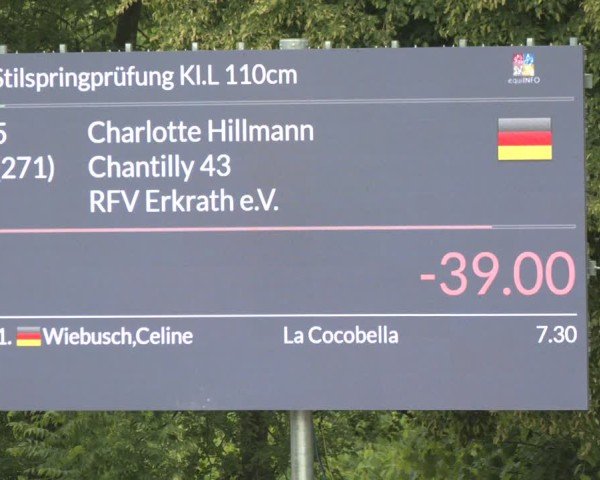 Stilspringprüfung Kl.L 110cm
equiINFO
5 Charlotte Hillmann
(271) Chantilly 43
RFV Erkrath e.V.
-39.00
1. Wiebusch,Celine La Cocobella 7.30